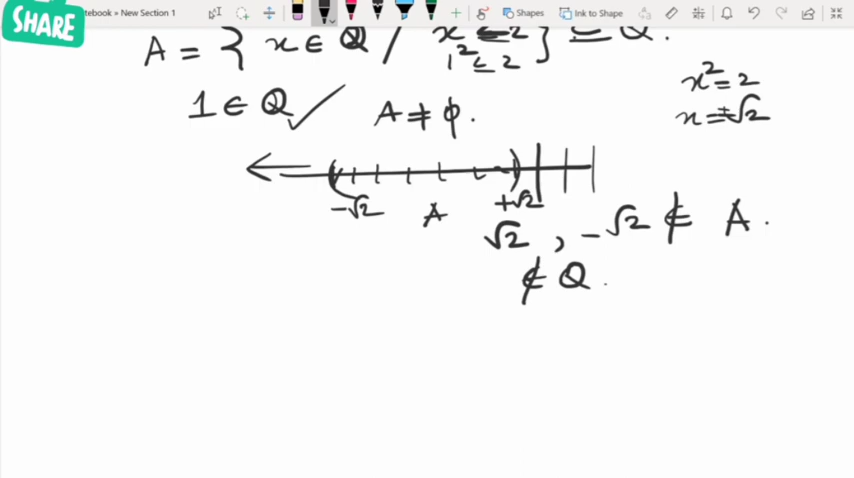 SHARE
tebook » New Section 1
Shapes
Ink to Shape
A = { x ∈ Q / x² ≤ 2 } ⊆ Q.
1² ≤ 2
x² = 2
x = ±√2
1 ∈ Q ✓ A ≠ φ.
-√2 A +√2
√2, -√2 ∉ A.
∉ Q.